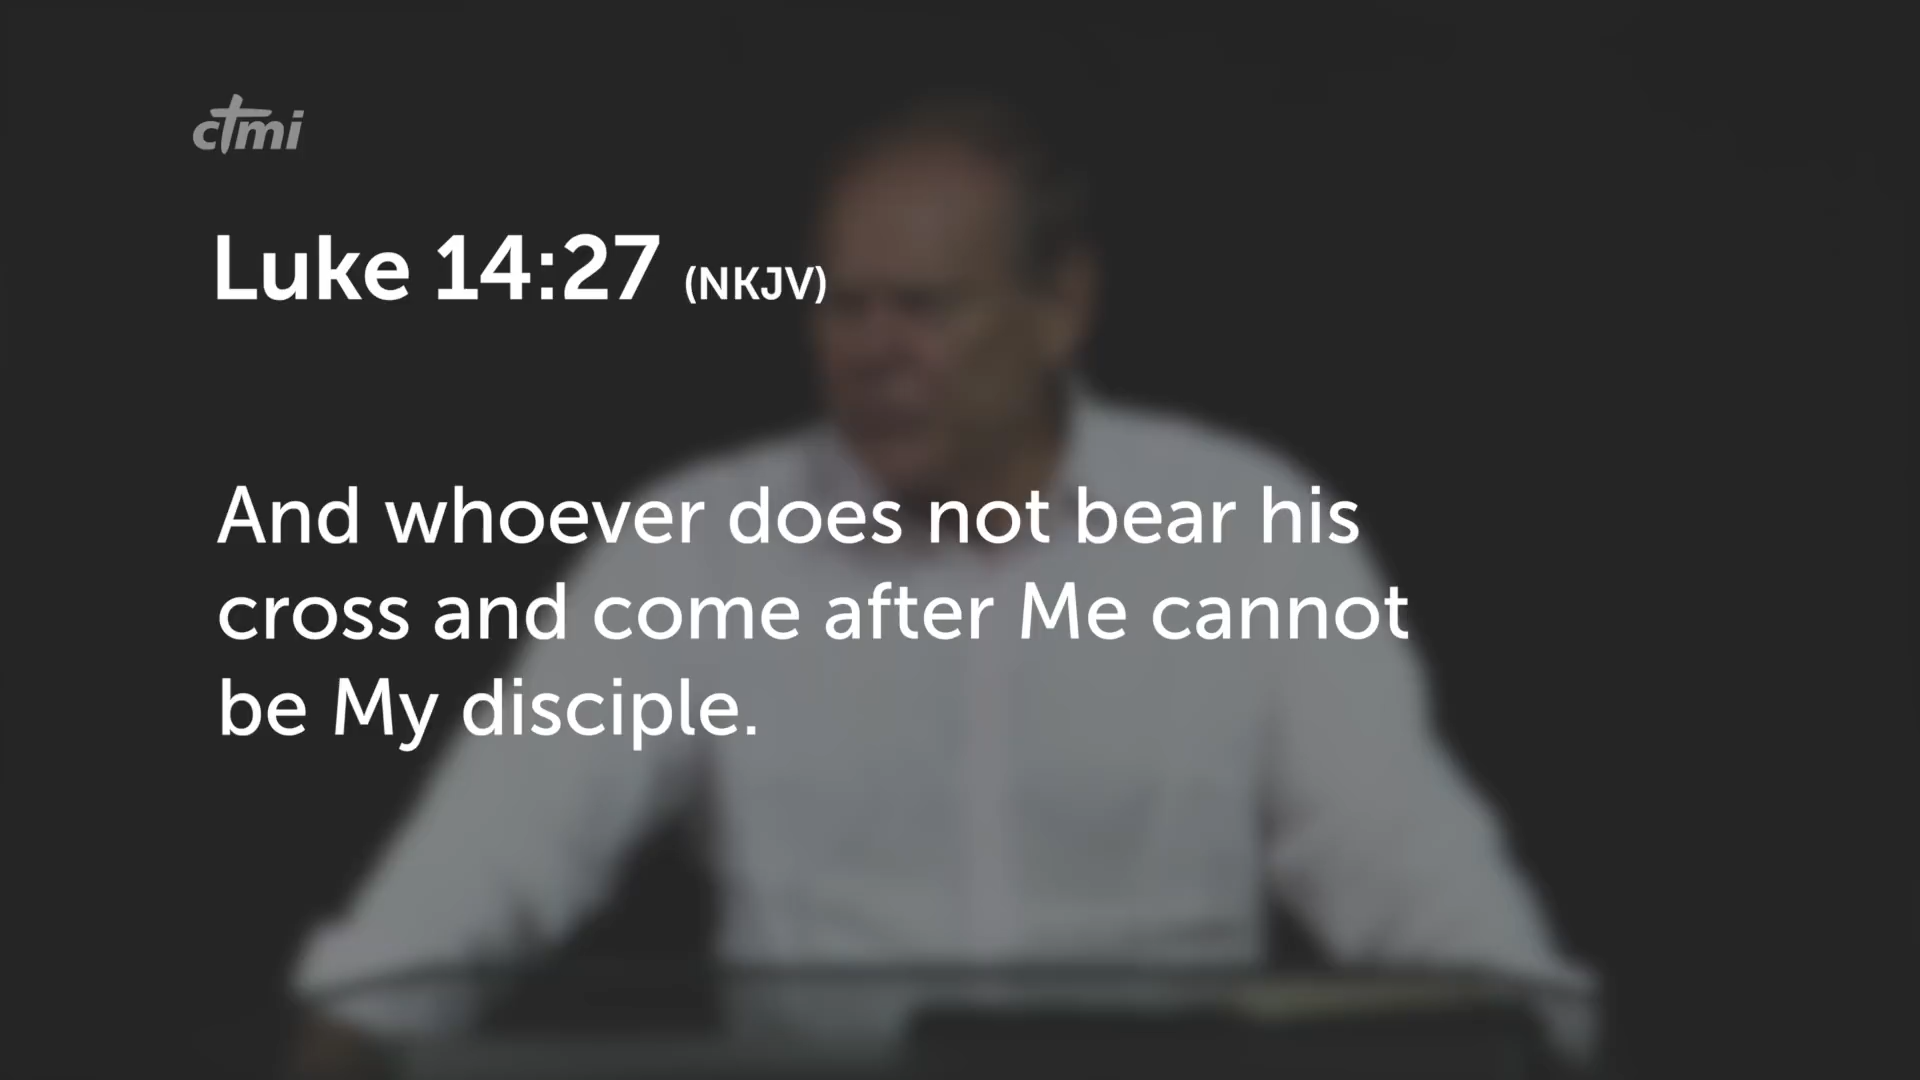 ctmi
Luke 14:27 (NKJV)
And whoever does not bear his
cross and come after Me cannot
be My disciple.